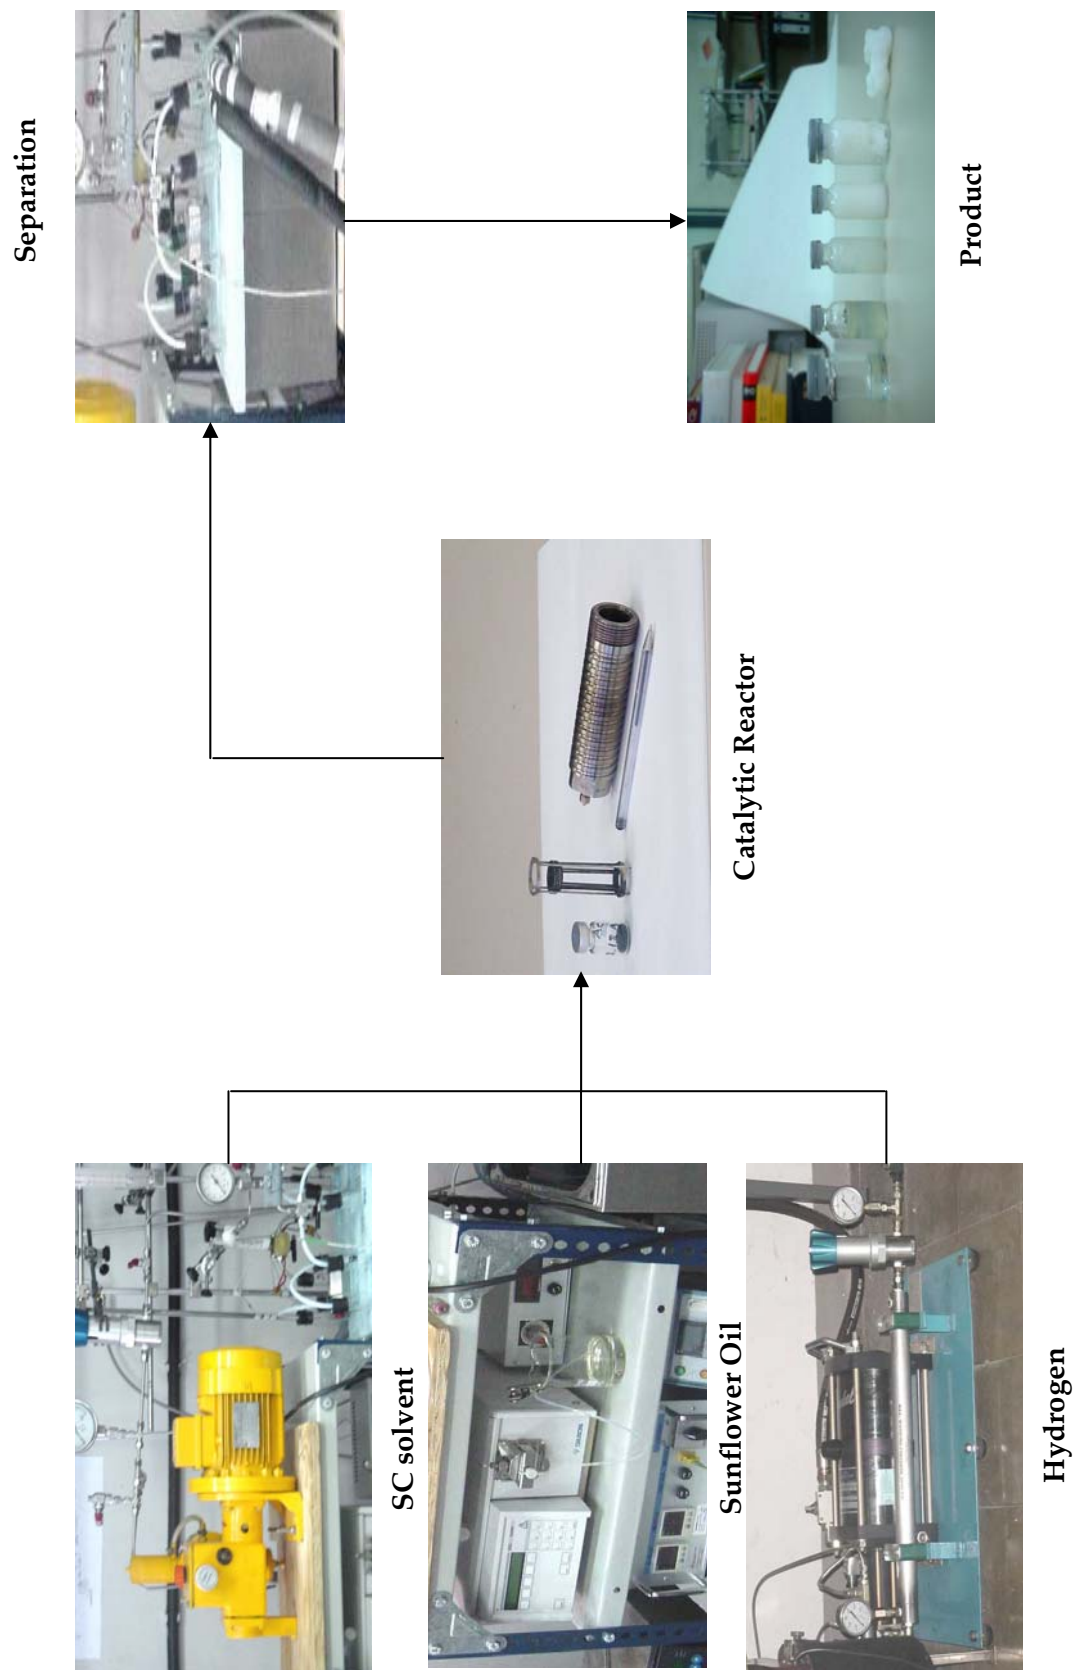 SC solvent
Sunflower Oil
Hydrogen
Catalytic Reactor
Separation
Product